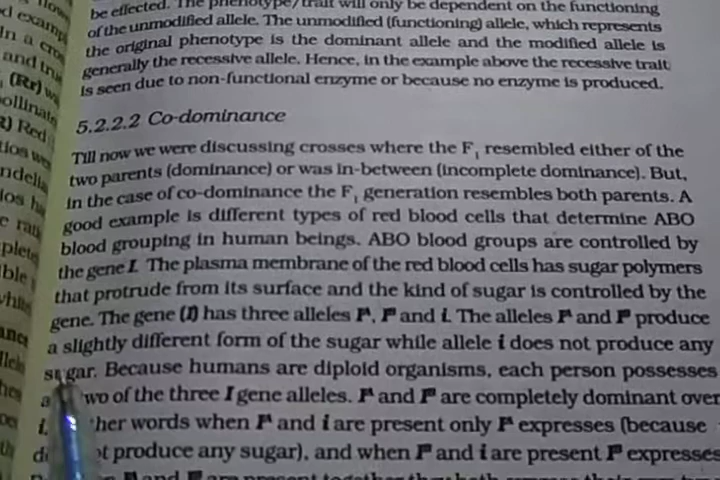 be effected. The phenotype/trait will only be dependent on the functioning
of the unmodified allele. The unmodified (functioning) allele, which represents
the original phenotype is the dominant allele and the modified allele is
generally the recessive allele. Hence, in the example above the recessive trait
is seen due to non-functional enzyme or because no enzyme is produced.
5.2.2.2 Co-dominance
Till now we were discussing crosses where the F₁ resembled either of the
two parents (dominance) or was in-between (incomplete dominance). But,
in the case of co-dominance the F₁ generation resembles both parents. A
good example is different types of red blood cells that determine ABO
blood grouping in human beings. ABO blood groups are controlled by
the gene I. The plasma membrane of the red blood cells has sugar polymers
that protrude from its surface and the kind of sugar is controlled by the
gene. The gene (I) has three alleles Iᴬ, Iᴮ and i. The alleles Iᴬ and Iᴮ produce
a slightly different form of the sugar while allele i does not produce any
sugar. Because humans are diploid organisms, each person possesses
two of the three I gene alleles. Iᴬ and Iᴮ are completely dominant over
i, words when Iᴬ and i are present only Iᴬ expresses (because
produce any sugar), and when Iᴮ and i are present Iᴮ expresses